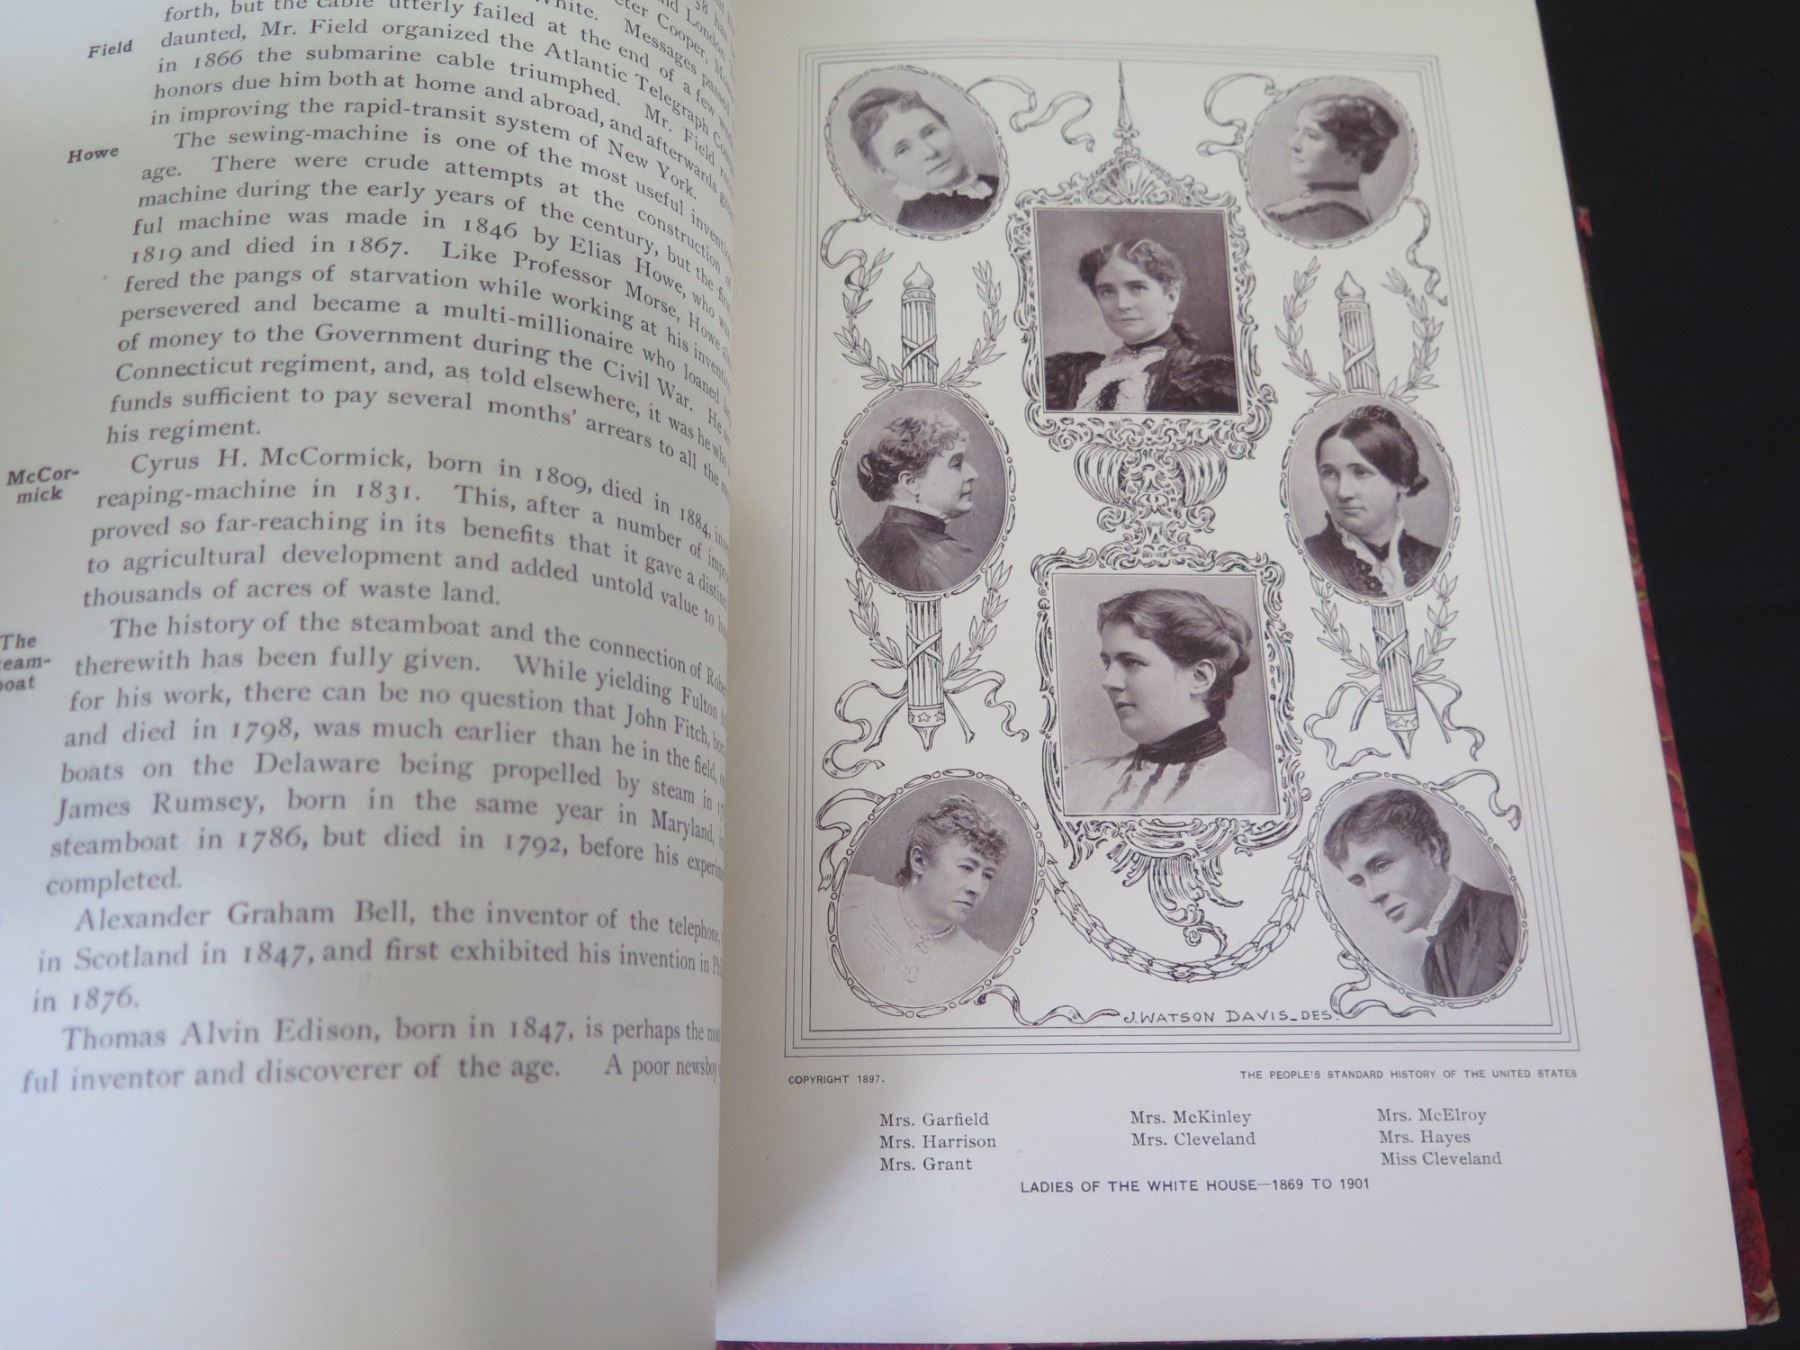 forth, but the cable utterly failed at the end of a few
Field
daunted, Mr. Field organized the Atlantic Telegraph
in 1866 the submarine cable triumphed. Mr. Field
honors due him both at home and abroad, and afterwards
in improving the rapid-transit system of New York.
Howe
The sewing-machine is one of the most useful
age. There were crude attempts at the construction of
machine during the early years of the century, but the
ful machine was made in 1846 by Elias Howe, who was
1819 and died in 1867. Like Professor Morse, Howe
fered the pangs of starvation while working at his
persevered and became a multi-millionaire who loaned
of money to the Government during the Civil War. He
Connecticut regiment, and, as told elsewhere, it was he who
funds sufficient to pay several months' arrears to all the
his regiment.
McCor-
mick
Cyrus H. McCormick, born in 1809, died in 1884,
reaping-machine in 1831. This, after a number of
proved so far-reaching in its benefits that it gave a
to agricultural development and added untold value to
thousands of acres of waste land.
The
boat
The history of the steamboat and the connection of
therewith has been fully given. While yielding Fulton
for his work, there can be no question that John Fitch,
and died in 1798, was much earlier than he in the field,
boats on the Delaware being propelled by steam in
James Rumsey, born in the same year in Maryland,
steamboat in 1786, but died in 1792, before his
completed.
Alexander Graham Bell, the inventor of the telephone,
in Scotland in 1847, and first exhibited his invention in
in 1876.
Thomas Alvin Edison, born in 1847, is perhaps the
ful inventor and discoverer of the age. A poor newsboy
J. WATSON DAVIS_DES.
COPYRIGHT 1897.
THE PEOPLE'S STANDARD HISTORY OF THE UNITED STATES
Mrs. Garfield Mrs. McKinley Mrs. McElroy
Mrs. Harrison Mrs. Cleveland Mrs. Hayes
Mrs. Grant Miss Cleveland
LADIES OF THE WHITE HOUSE—1869 TO 1901